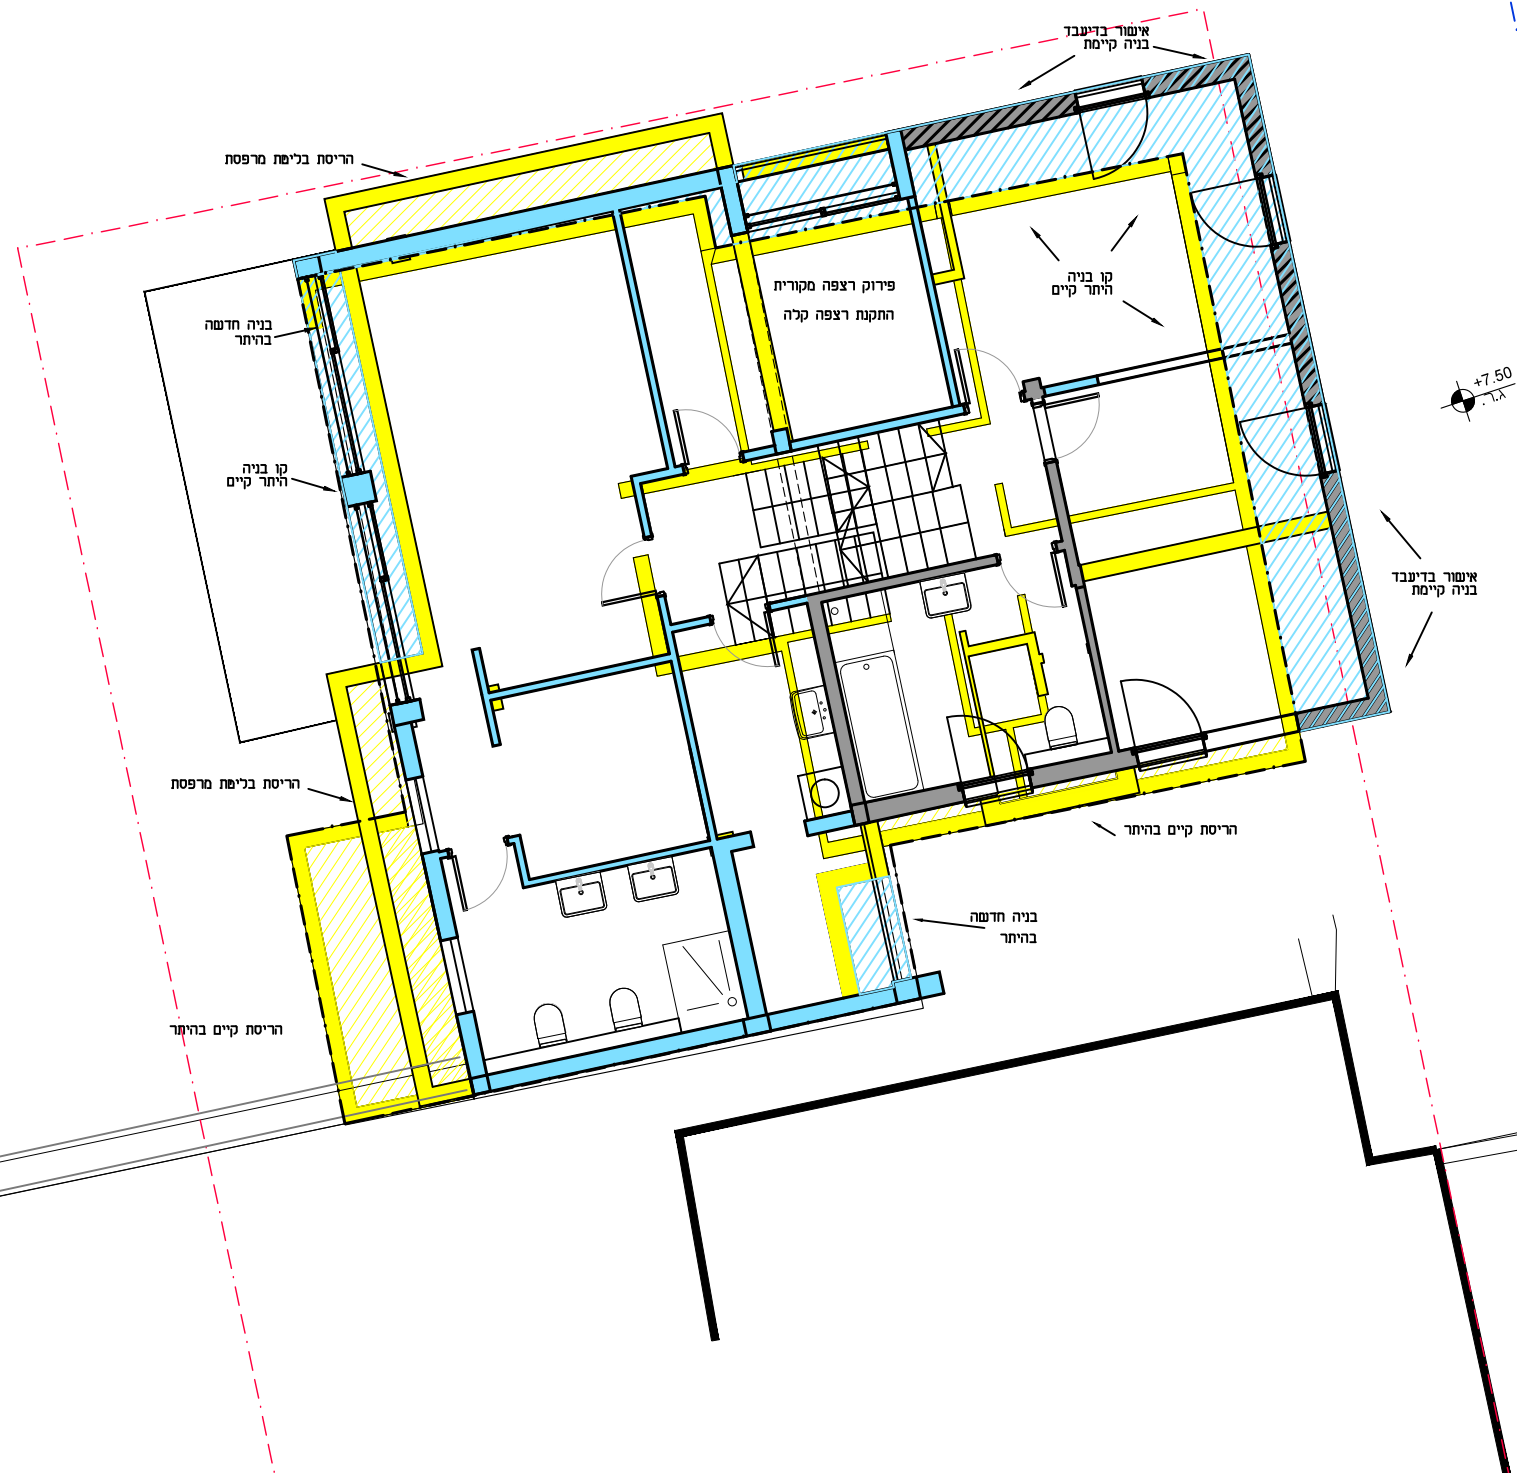 אישור בדיעבד
בניה קיימת
הריסת בליטת מרפסת
קו בניה
היתר קיים
פירוק רצפה מקורית
התקנת רצפה קלה
בניה חדשה
בהיתר
+7.50
ג.ר.
קו בניה
היתר קיים
אישור בדיעבד
בניה קיימת
הריסת בליטת מרפסת
הריסת קיים בהיתר
בניה חדשה
בהיתר
הריסת קיים בהיתר